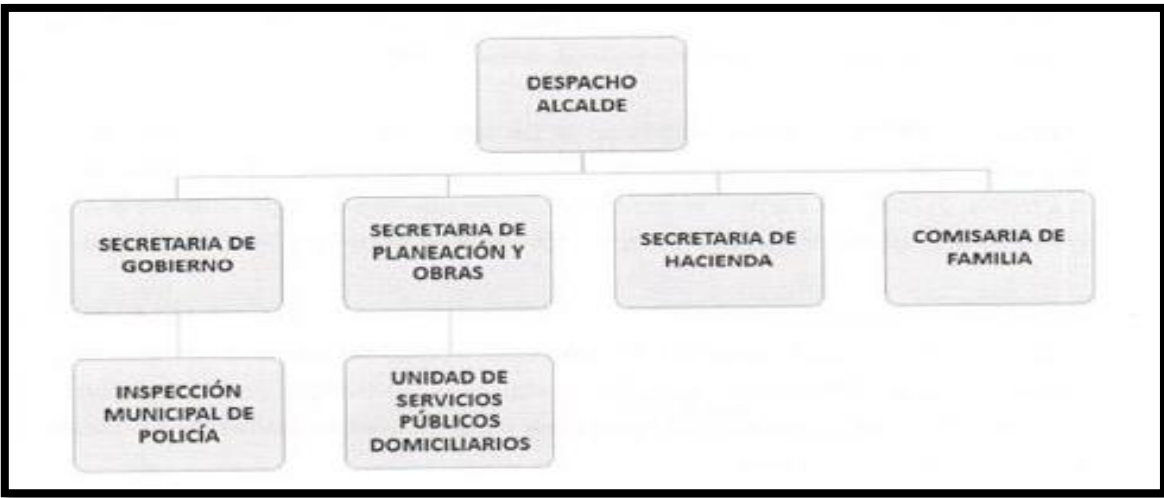 DESPACHO
ALCALDE
SECRETARIA DE
GOBIERNO
SECRETARIA DE
PLANEACIÓN Y
OBRAS
SECRETARIA DE
HACIENDA
COMISARIA DE
FAMILIA
INSPECCIÓN
MUNICIPAL DE
POLICÍA
UNIDAD DE
SERVICIOS
PÚBLICOS
DOMICILIARIOS